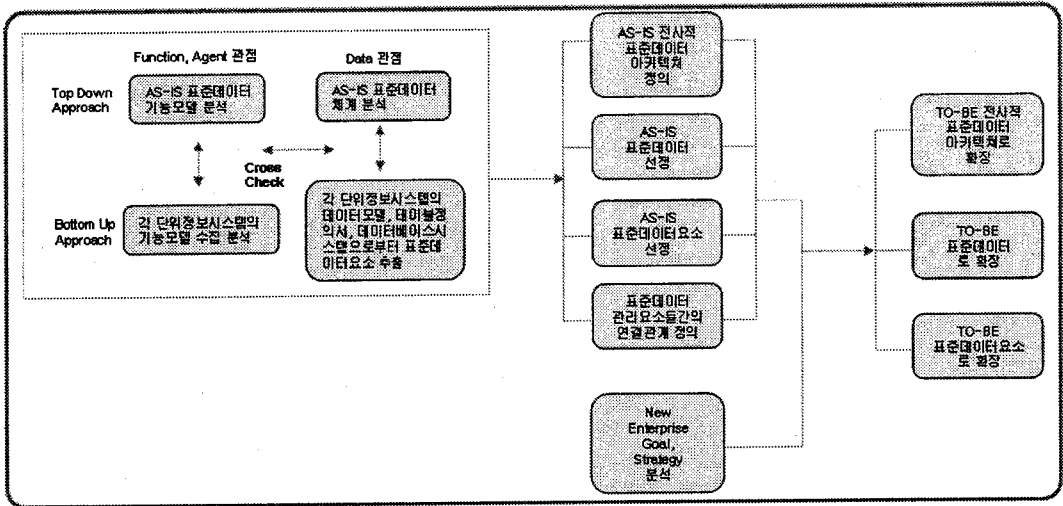 Function, Agent 관점
Data 관점
Top Down
Approach
AS-IS 표준데이터
기능모델 분석
AS-IS 표준데이터
체계 분석
Cross
Check
Bottom Up
Approach
각 단위정보시스템의
기능모델 수집 분석
각 단위정보시스템의
데이터모델, 테이블정
의서, 데이터베이스시
스템으로부터 표준데
이터요소 추출
AS-IS 전사적
표준데이터
아키텍쳐
정의
AS-IS
표준데이터
선정
AS-IS
표준데이터요소
선정
표준데이터
관리요소들간의
연결관계 정의
New
Enterprise
Goal,
Strategy
분석
TO-BE 전사적
표준데이터
아키텍쳐로
확장
TO-BE
표준데이터
로 확장
TO-BE
표준데이터요소
로 확장